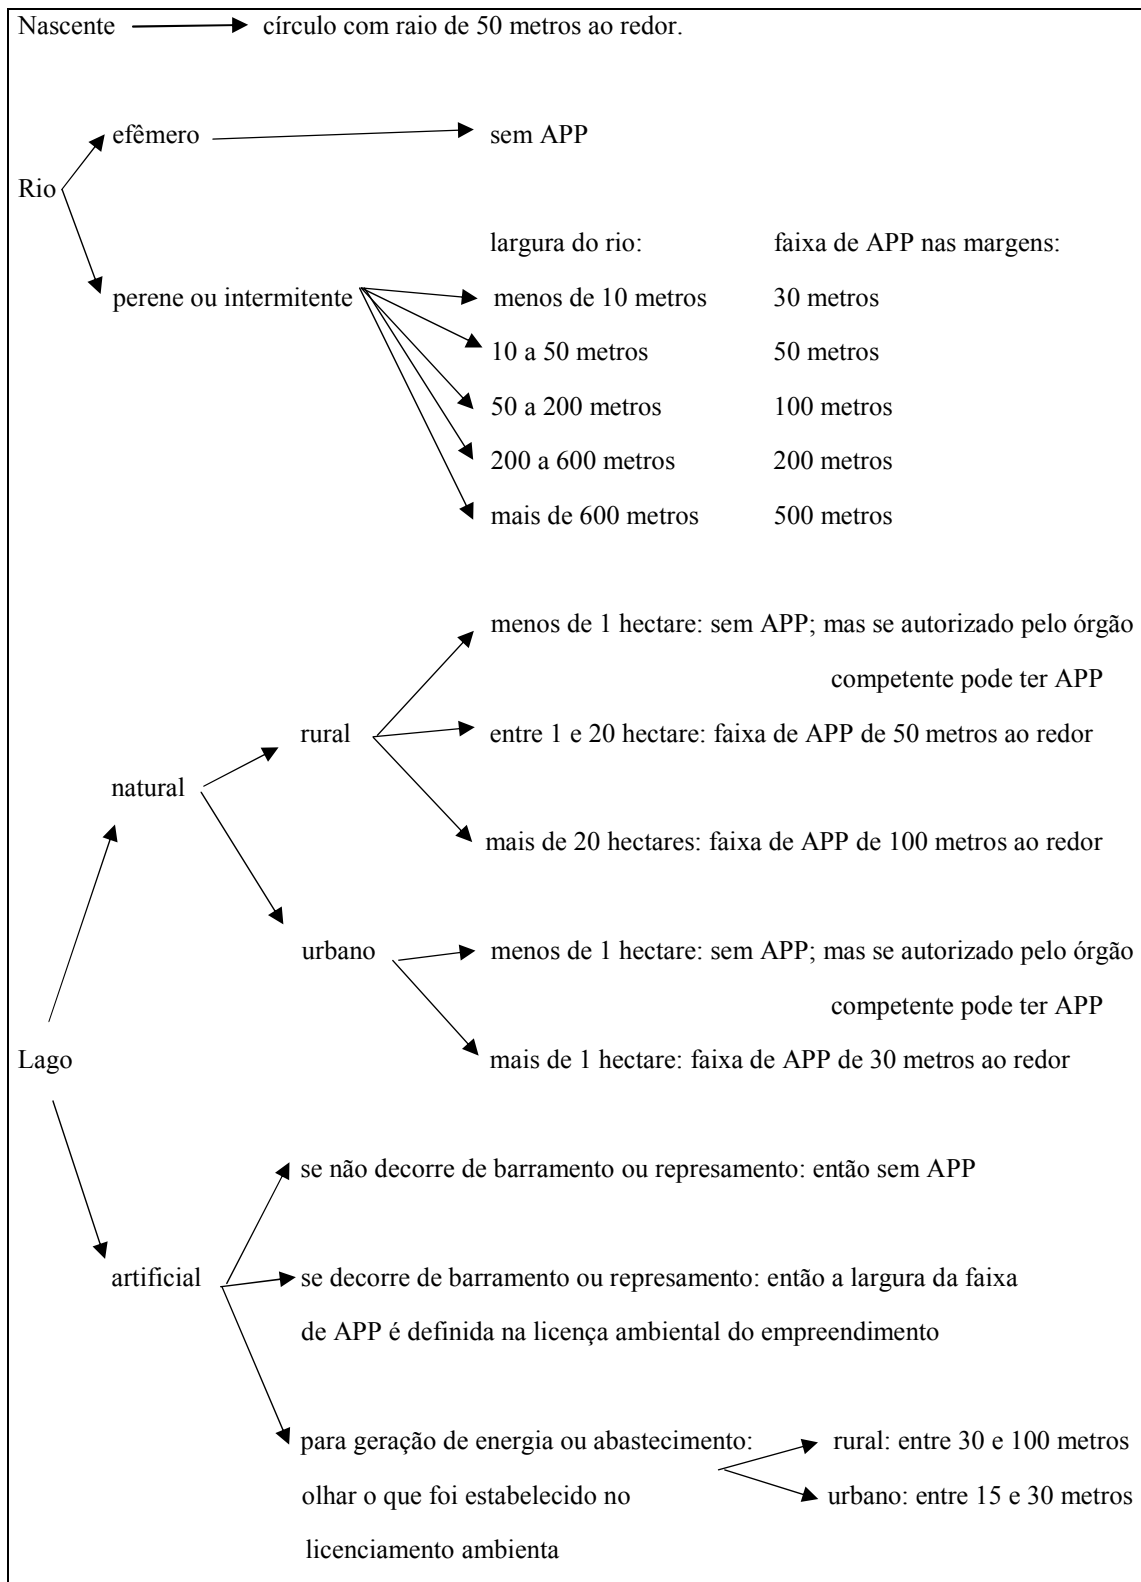 Nascente círculo com raio de 50 metros ao redor.
efêmero sem APP
Rio
largura do rio: faixa de APP nas margens:
perene ou intermitente menos de 10 metros 30 metros
10 a 50 metros 50 metros
50 a 200 metros 100 metros
200 a 600 metros 200 metros
mais de 600 metros 500 metros
menos de 1 hectare: sem APP; mas se autorizado pelo órgão
competente pode ter APP
rural entre 1 e 20 hectare: faixa de APP de 50 metros ao redor
natural
mais de 20 hectares: faixa de APP de 100 metros ao redor
urbano menos de 1 hectare: sem APP; mas se autorizado pelo órgão
competente pode ter APP
Lago mais de 1 hectare: faixa de APP de 30 metros ao redor
se não decorre de barramento ou represamento: então sem APP
artificial se decorre de barramento ou represamento: então a largura da faixa
de APP é definida na licença ambiental do empreendimento
para geração de energia ou abastecimento: rural: entre 30 e 100 metros
olhar o que foi estabelecido no urbano: entre 15 e 30 metros
licenciamento ambienta